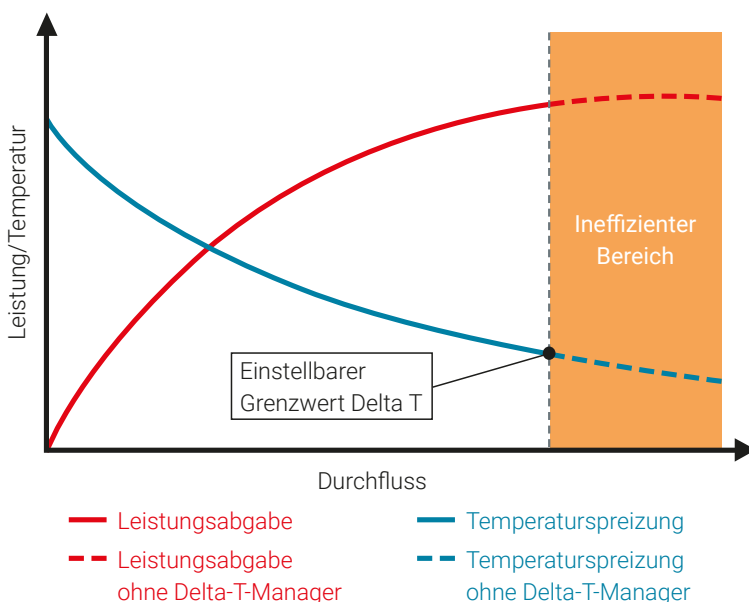 Leistung/Temperatur
Ineffizienter
Bereich
Einstellbarer
Grenzwert Delta T
Durchfluss
Leistungsabgabe
Leistungsabgabe
ohne Delta-T-Manager
Temperaturspreizung
Temperaturspreizung
ohne Delta-T-Manager